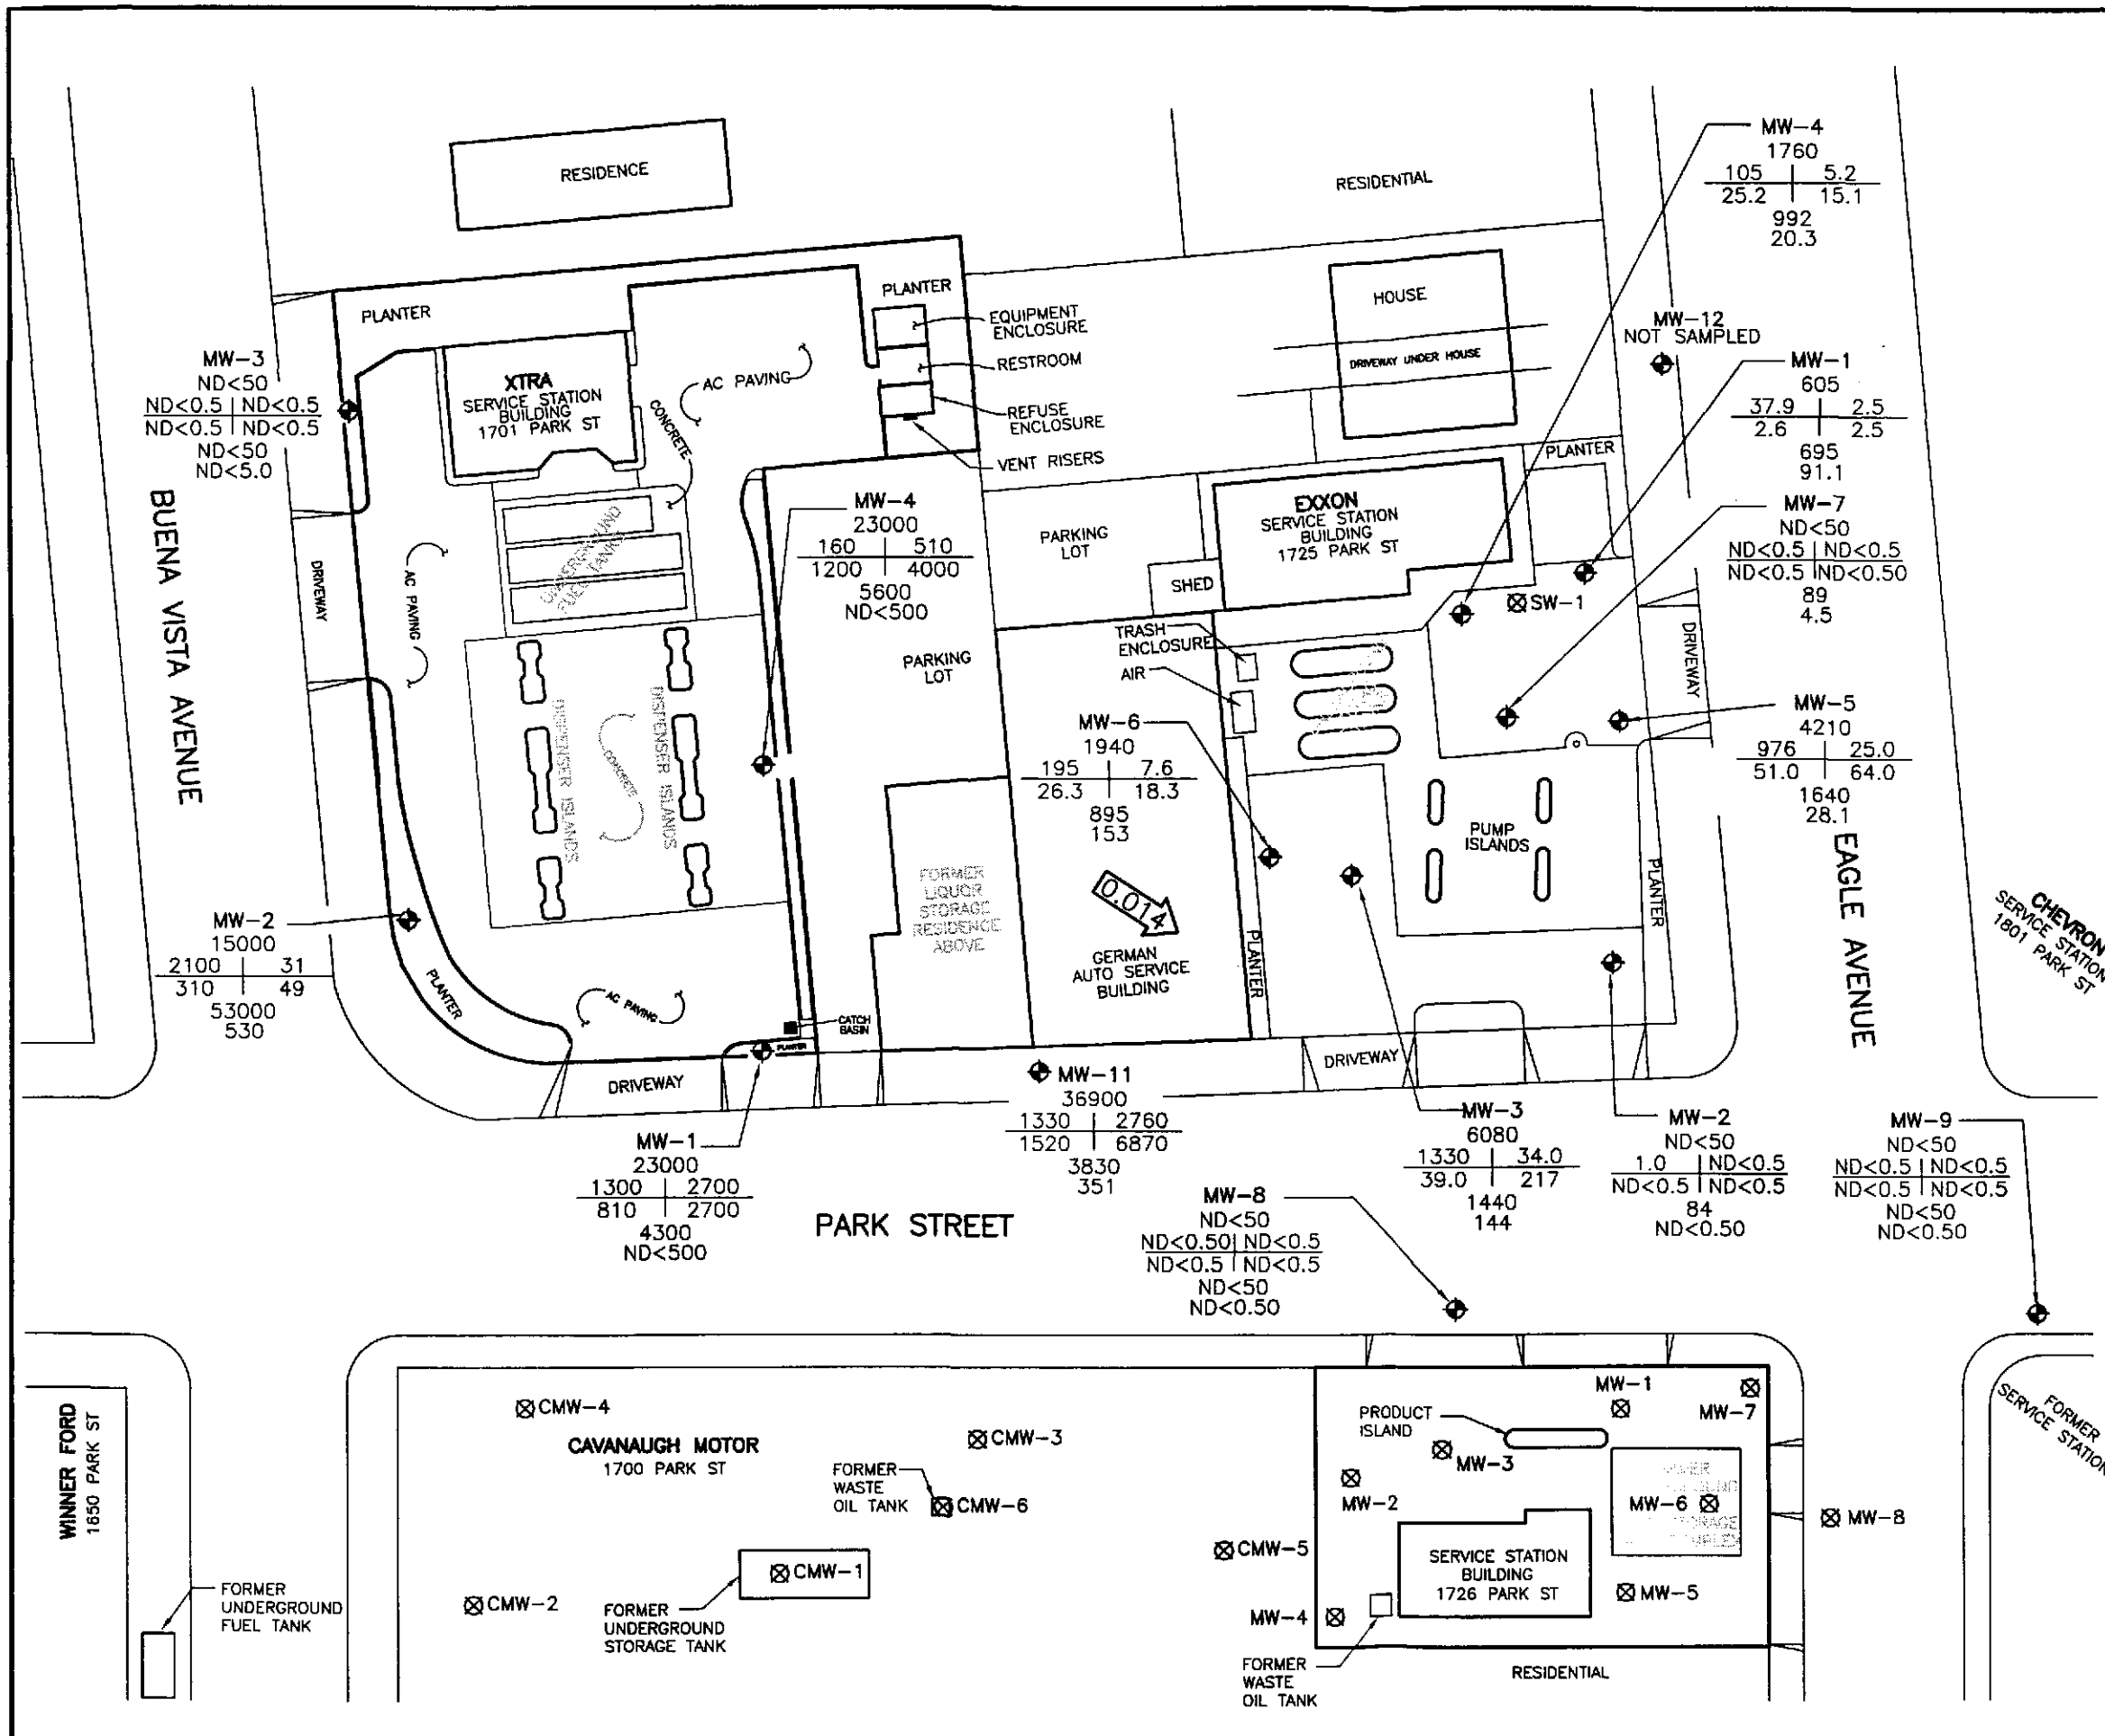 RESIDENCE
RESIDENTIAL
MW-4
1760
105 | 5.2
25.2 | 15.1
992
20.3
PLANTER
PLANTER
EQUIPMENT
ENCLOSURE
RESTROOM
REFUSE
ENCLOSURE
VENT RISERS
HOUSE
DRIVEWAY UNDER HOUSE
MW-12
NOT SAMPLED
MW-1
605
37.9 | 2.5
2.6 | 2.5
695
91.1
MW-3
ND<50
ND<0.5 | ND<0.5
ND<0.5 | ND<0.5
ND<50
ND<5.0
XTRA
SERVICE STATION
BUILDING
1701 PARK ST
AC PAVING
CONCRETE
PLANTER
BUENA VISTA AVENUE
DRIVEWAY
AC PAVING
UNDERGROUND
FUEL TANKS
MW-4
23000
160 | 510
1200 | 4000
5600
ND<500
PARKING
LOT
EXXON
SERVICE STATION
BUILDING
1725 PARK ST
SHED
SW-1
MW-7
ND<50
ND<0.5 | ND<0.5
ND<0.5 | ND<0.50
89
4.5
DRIVEWAY
TRASH
ENCLOSURE
AIR
PARKING
LOT
MW-6
1940
195 | 7.6
26.3 | 18.3
895
153
MW-5
4210
976 | 25.0
51.0 | 64.0
1640
28.1
DISPENSER ISLANDS
CONCRETE
DISPENSER ISLANDS
PUMP
ISLANDS
PLANTER
EAGLE AVENUE
CHEVRON
SERVICE STATION
1801 PARK ST
FORMER
LIQUOR
STORAGE
RESIDENCE
ABOVE
0.014
GERMAN
AUTO SERVICE
BUILDING
PLANTER
MW-2
15000
2100 | 31
310 | 49
53000
530
PLANTER
AC PAVING
CATCH
BASIN
PLANTER
DRIVEWAY
DRIVEWAY
MW-1
23000
1300 | 2700
810 | 2700
4300
ND<500
MW-11
36900
1330 | 2760
1520 | 6870
3830
351
MW-3
6080
1330 | 34.0
39.0 | 217
1440
144
MW-2
ND<50
1.0 | ND<0.5
ND<0.5 | ND<0.5
84
ND<0.50
MW-9
ND<50
ND<0.5 | ND<0.5
ND<0.5 | ND<0.5
ND<50
ND<0.50
PARK STREET
MW-8
ND<50
ND<0.50 | ND<0.5
ND<0.5 | ND<0.5
ND<50
ND<0.50
WINNER FORD
1650 PARK ST
FORMER
UNDERGROUND
FUEL TANK
CMW-4
CAVANAUGH MOTOR
1700 PARK ST
CMW-3
FORMER
WASTE
OIL TANK
CMW-6
CMW-1
CMW-2
FORMER
UNDERGROUND
STORAGE TANK
CMW-5
PRODUCT
ISLAND
MW-1
MW-7
MW-3
MW-2
MW-6
MW-8
SERVICE STATION
BUILDING
1726 PARK ST
MW-5
MW-4
FORMER
WASTE
OIL TANK
RESIDENTIAL
FORMER
SERVICE STATION